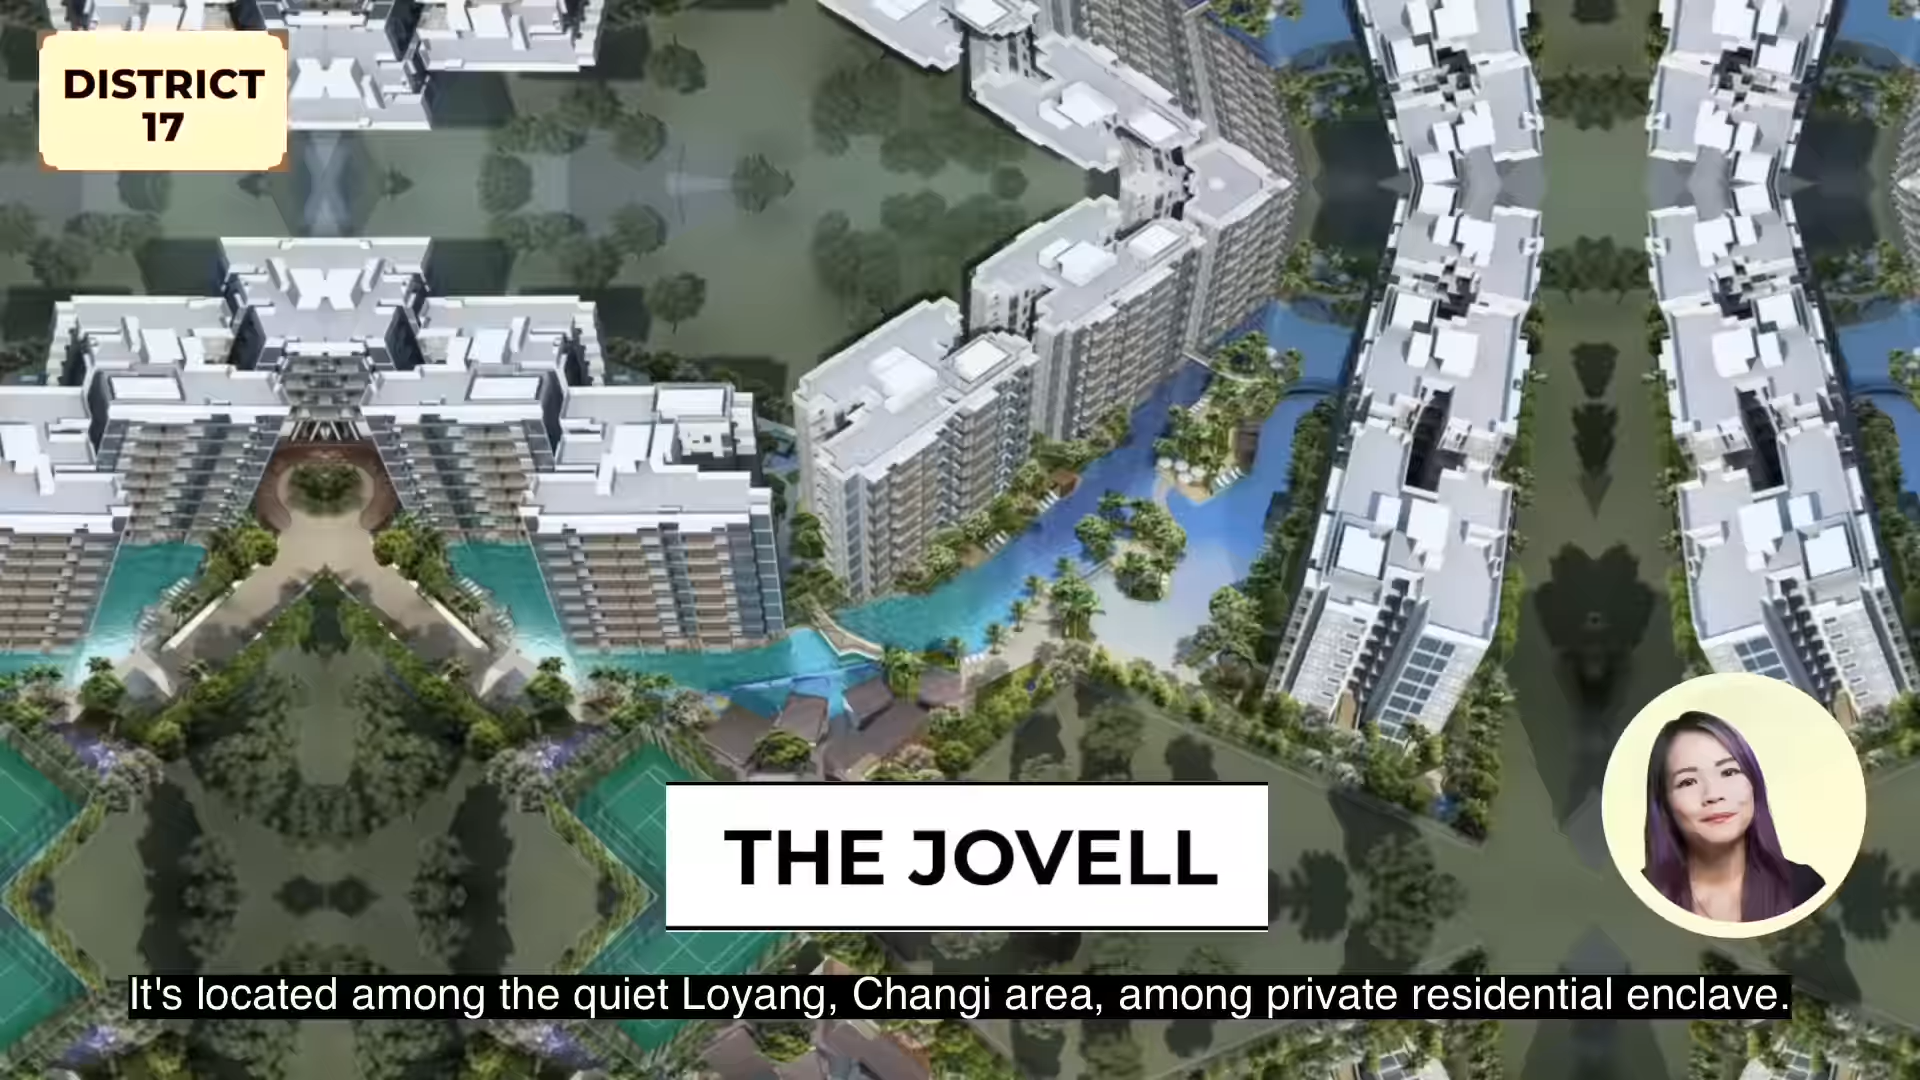 DISTRICT
17
THE JOVELL
It's located among the quiet Loyang, Changi area, among private residential enclave.